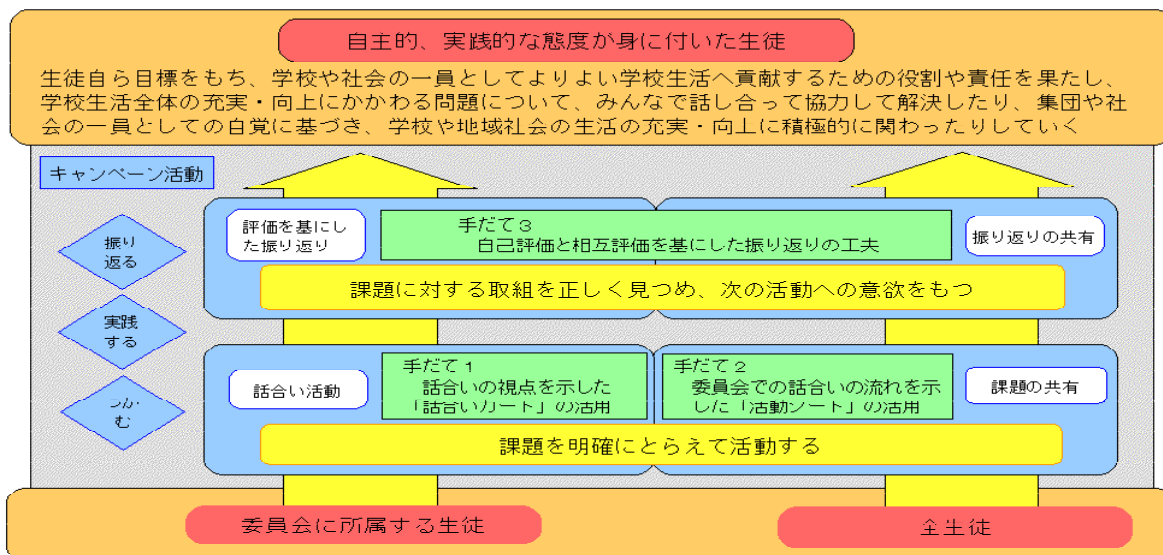 自主的、実践的な態度が身に付いた生徒
生徒自ら目標をもち、学校や社会の一員としてよりよい学校生活へ貢献するための役割や責任を果たし、
学校生活全体の充実・向上にかかわる問題について、みんなで話し合って協力して解決したり、集団や社
会の一員としての自覚に基づき、学校や地域社会の生活の充実・向上に積極的に関わったりしていく
キャンペーン活動
振り
返る
評価を基にし
た振り返り
手だて3
自己評価と相互評価を基にした振り返りの工夫
振り返りの共有
課題に対する取組を正しく見つめ、次の活動への意欲をもつ
実践
する
つか
む
話合い活動
手だて1
話合いの視点を示した
「話合いカード」の活用
手だて2
委員会での話合いの流れを示
した「活動シート」の活用
課題の共有
課題を明確にとらえて活動する
委員会に所属する生徒
全生徒